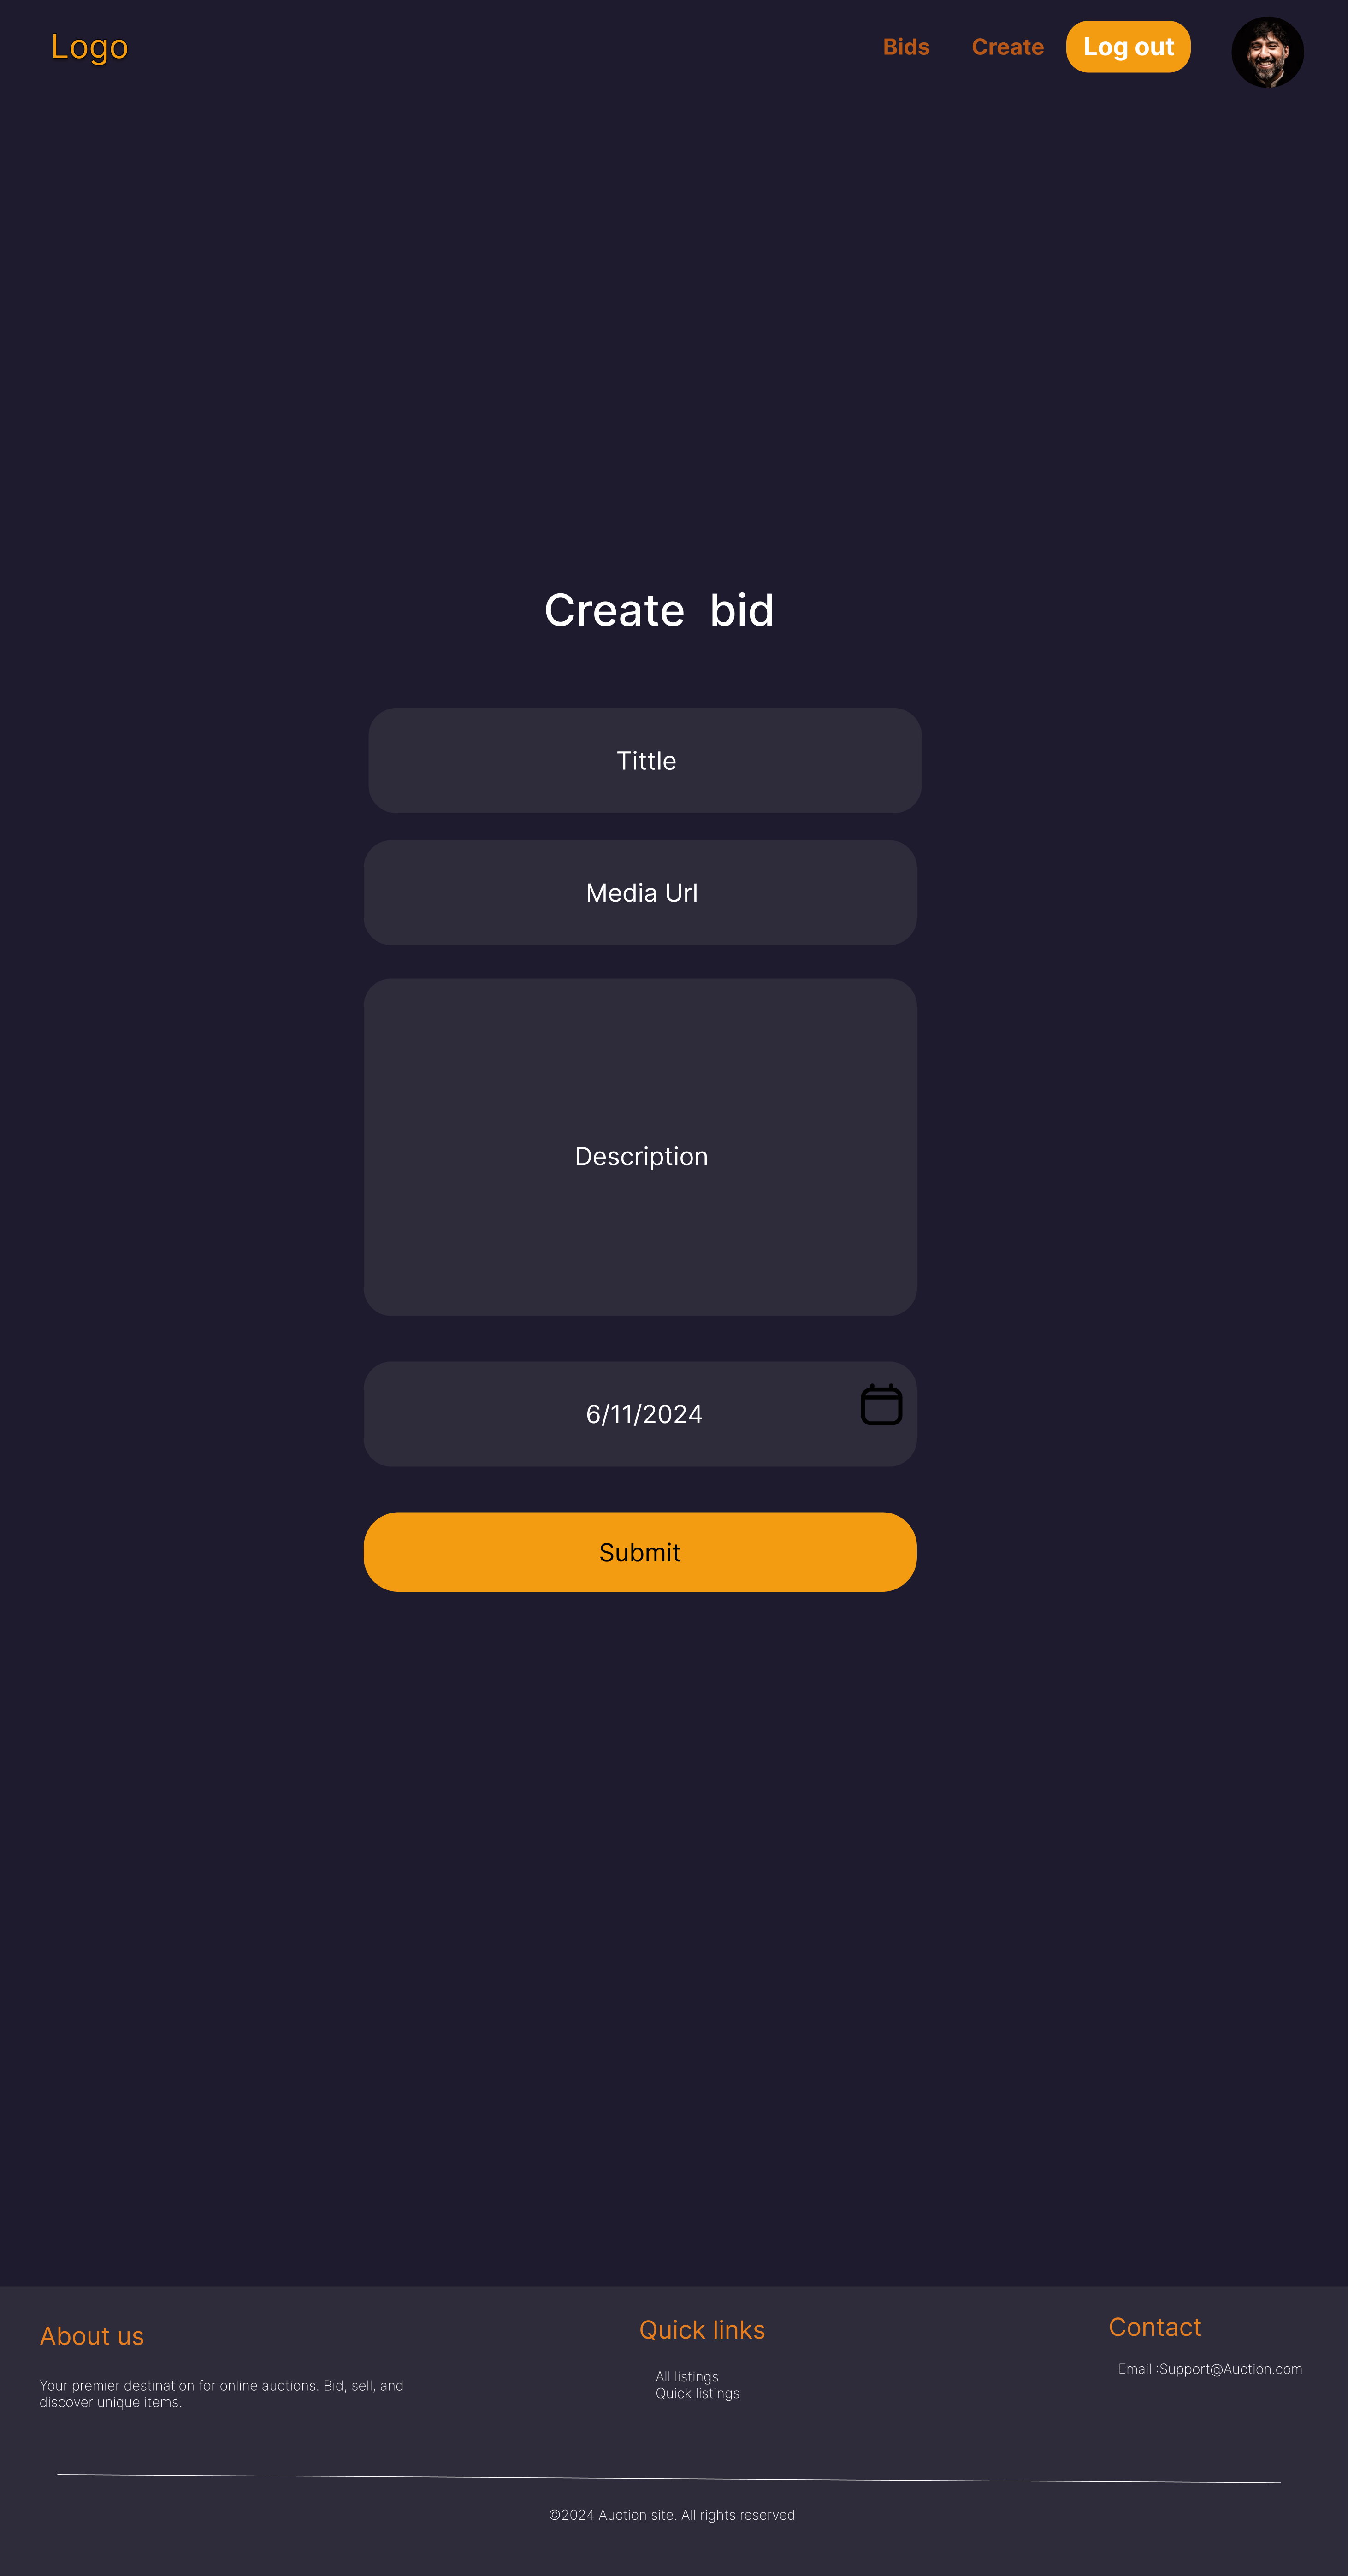 Logo
Bids
Create
Log out
Create bid
Tittle
Media Url
Description
6/11/2024
Submit
About us
Your premier destination for online auctions. Bid, sell, and
discover unique items.
Quick links
All listings
Quick listings
Contact
Email :Support@Auction.com
©2024 Auction site. All rights reserved